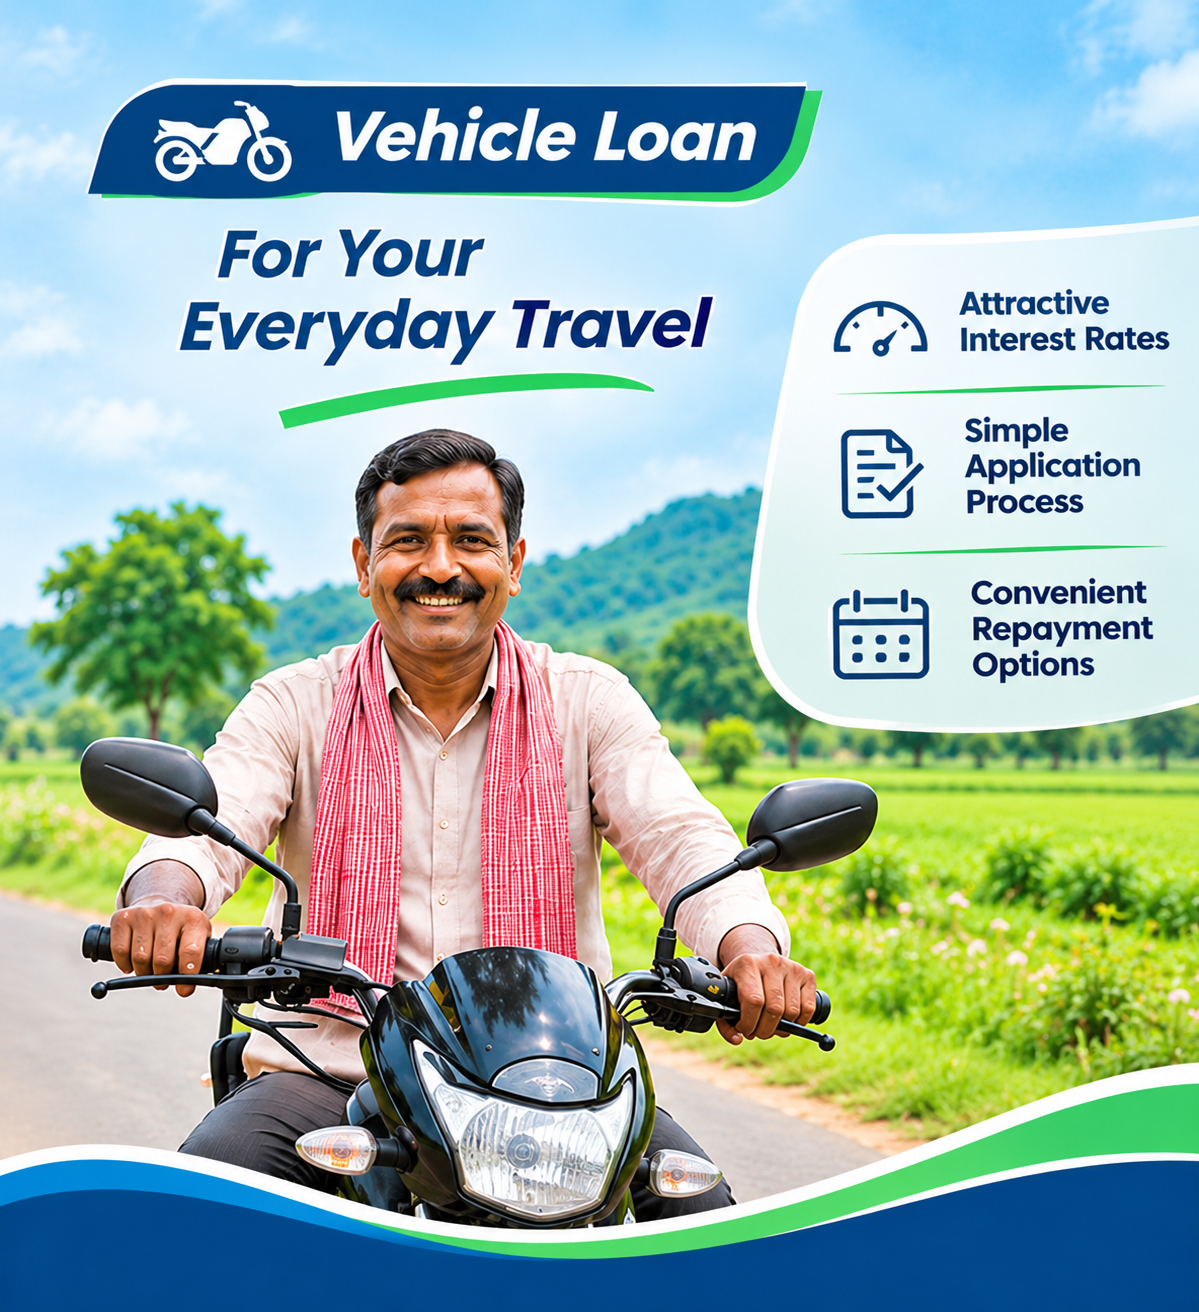 Vehicle Loan
For Your
Everyday Travel
Attractive
Interest Rates
Simple
Application
Process
Convenient
Repayment
Options